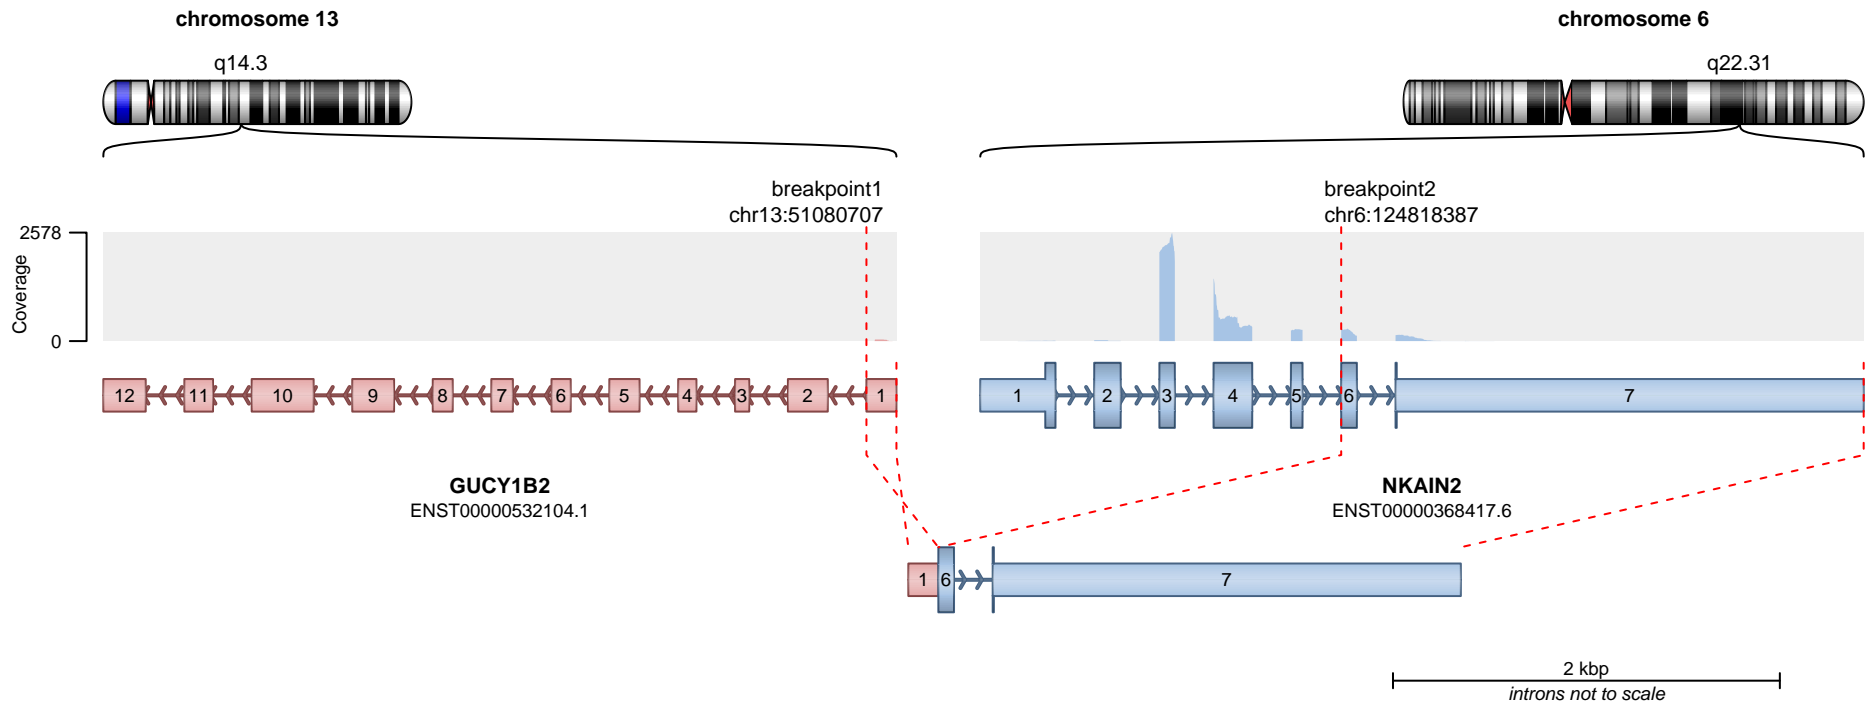 chromosome 13
chromosome 6
q14.3
q22.31
breakpoint1
chr13:51080707
breakpoint2
chr6:124818387
2578
Coverage
0
12 11 10 9 8 7 6 5 4 3 2 1
1 2 3 4 5 6 7
GUCY1B2
ENST00000532104.1
NKAIN2
ENST00000368417.6
1 6 7
2 kbp
introns not to scale